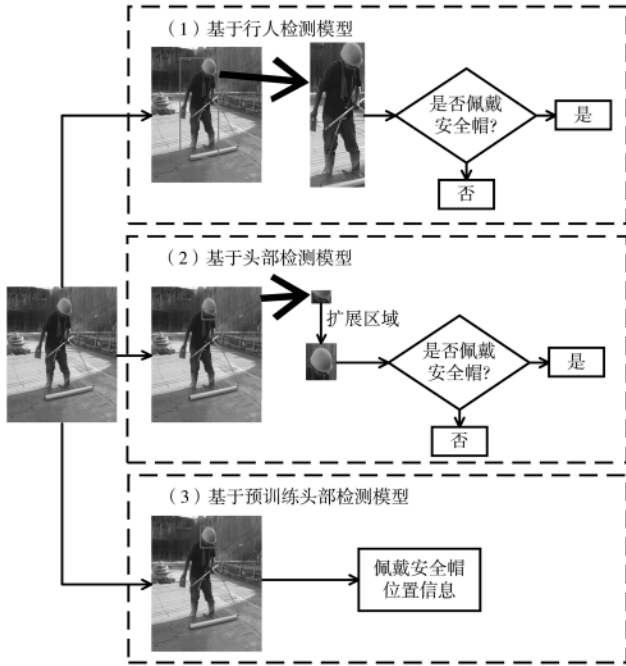 （1）基于行人检测模型
是否佩戴
安全帽?
是
否
（2）基于头部检测模型
扩展区域
是否佩戴
安全帽?
是
否
（3）基于预训练头部检测模型
佩戴安全帽
位置信息